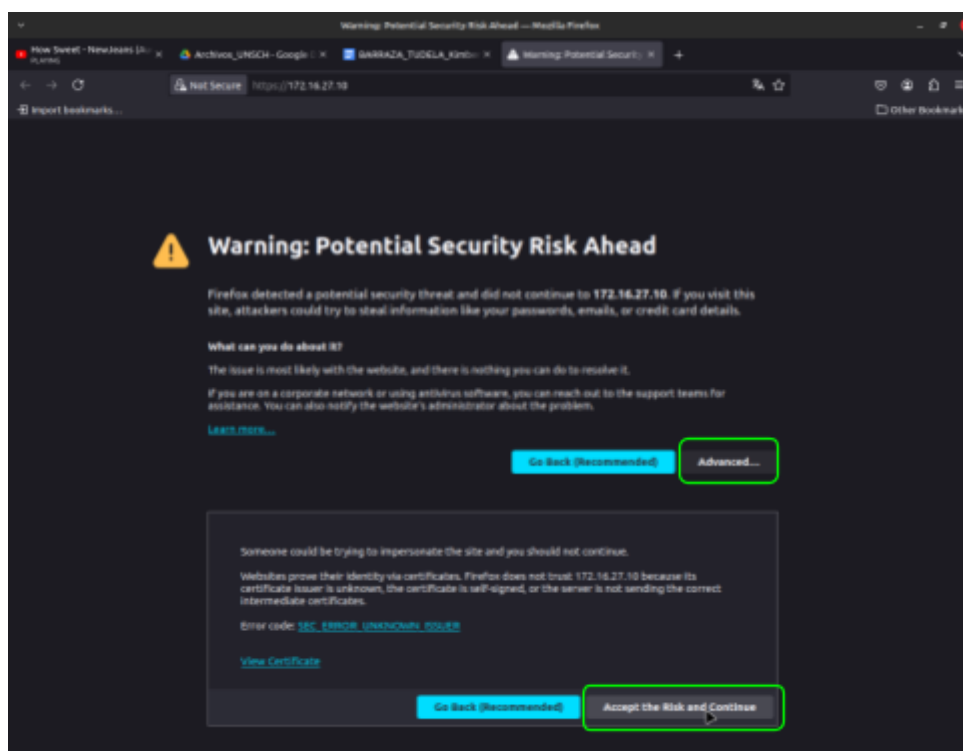 Warning: Potential Security Risk Ahead — Mozilla Firefox
How Sweet - NewJeans
PLAYING
Archivos_UNSCH - Google
BARRAZA_TUDELA_Kimbe
Warning: Potential Securit
Not Secure https://172.16.27.10
Import bookmarks...
Other Bookmark
Warning: Potential Security Risk Ahead
Firefox detected a potential security threat and did not continue to 172.16.27.10. If you visit this
site, attackers could try to steal information like your passwords, emails, or credit card details.
What can you do about it?
The issue is most likely with the website, and there is nothing you can do to resolve it.
If you are on a corporate network or using antivirus software, you can reach out to the support teams for
assistance. You can also notify the website's administrator about the problem.
Learn more...
Go Back (Recommended)
Advanced...
Someone could be trying to impersonate the site and you should not continue.
Websites prove their identity via certificates. Firefox does not trust 172.16.27.10 because its
certificate issuer is unknown, the certificate is self-signed, or the server is not sending the correct
intermediate certificates.
Error code: SEC_ERROR_UNKNOWN_ISSUER
View Certificate
Go Back (Recommended)
Accept the Risk and Continue